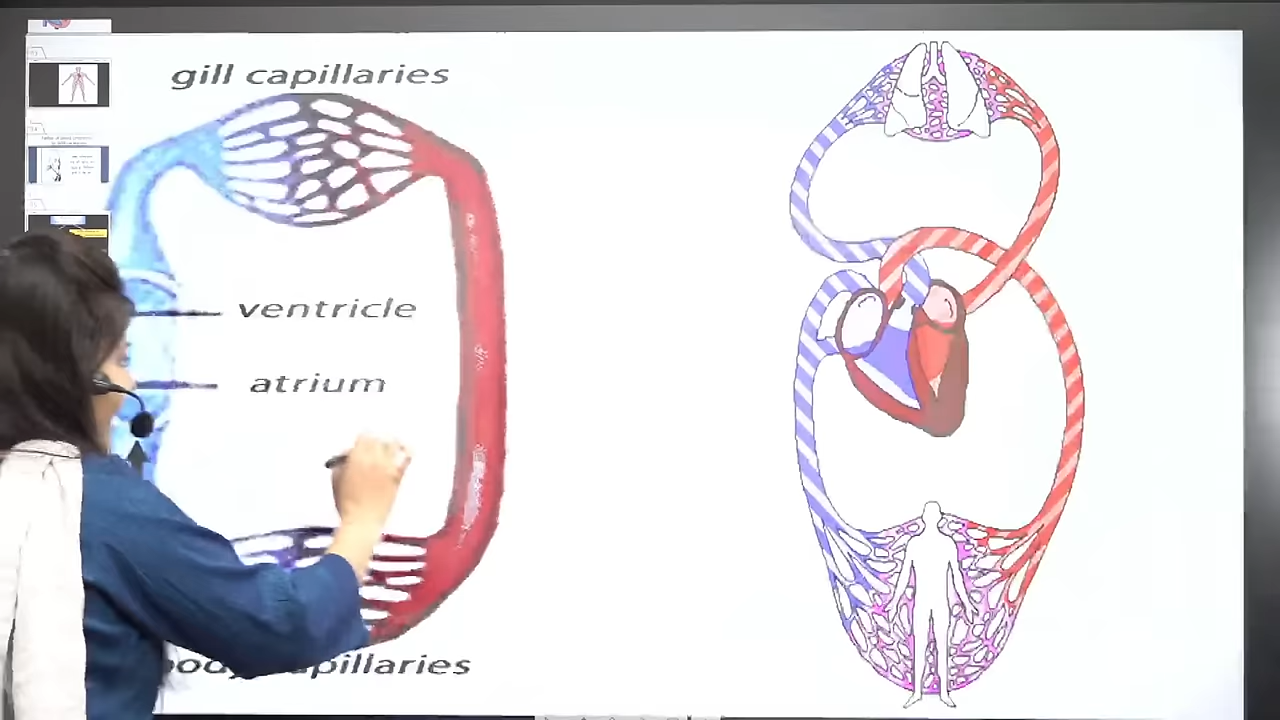 gill capillaries
ventricle
atrium
capillaries